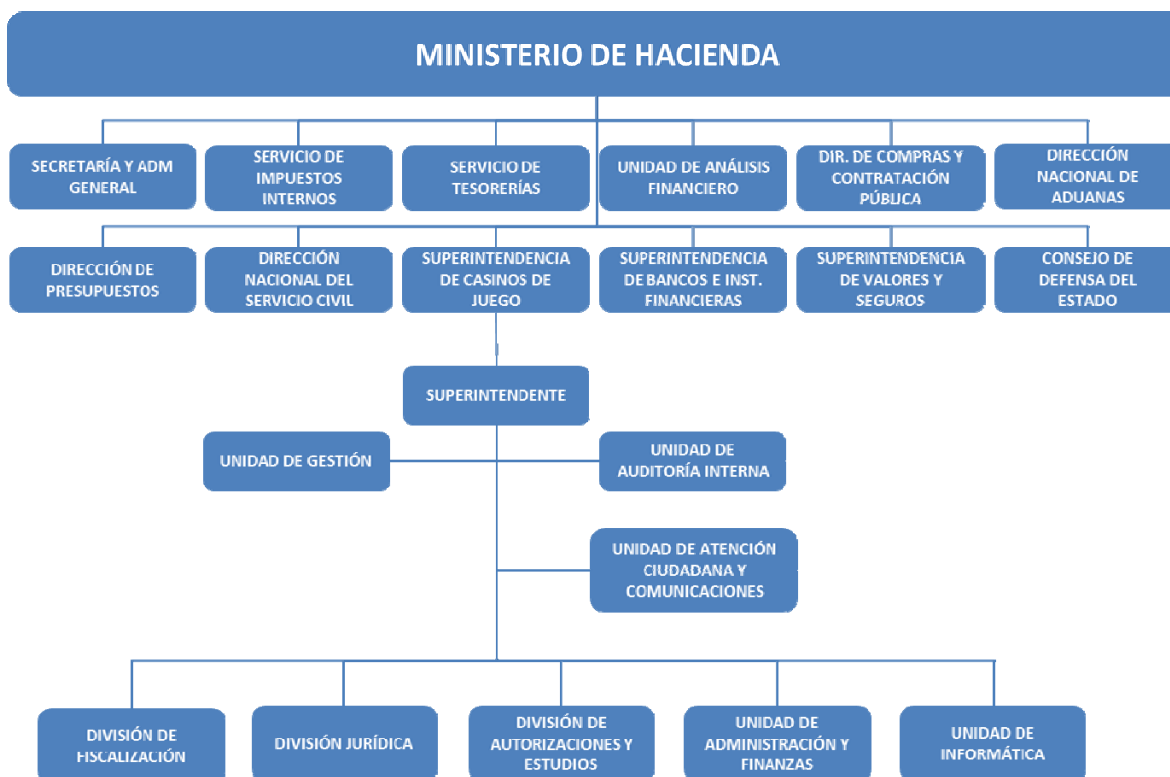 MINISTERIO DE HACIENDA
SECRETARÍA Y ADM
GENERAL
SERVICIO DE
IMPUESTOS
INTERNOS
SERVICIO DE
TESORERÍAS
UNIDAD DE ANÁLISIS
FINANCIERO
DIR. DE COMPRAS Y
CONTRATACIÓN
PÚBLICA
DIRECCIÓN
NACIONAL DE
ADUANAS
DIRECCIÓN DE
PRESUPUESTOS
DIRECCIÓN
NACIONAL DEL
SERVICIO CIVIL
SUPERINTENDENCIA
DE CASINOS DE
JUEGO
SUPERINTENDENCIA
DE BANCOS E INST.
FINANCIERAS
SUPERINTENDENCIA
DE VALORES Y
SEGUROS
CONSEJO DE
DEFENSA DEL
ESTADO
SUPERINTENDENTE
UNIDAD DE GESTIÓN
UNIDAD DE
AUDITORÍA INTERNA
UNIDAD DE ATENCIÓN
CIUDADANA Y
COMUNICACIONES
DIVISIÓN DE
FISCALIZACIÓN
DIVISIÓN JURÍDICA
DIVISIÓN DE
AUTORIZACIONES Y
ESTUDIOS
UNIDAD DE
ADMINISTRACIÓN Y
FINANZAS
UNIDAD DE
INFORMÁTICA